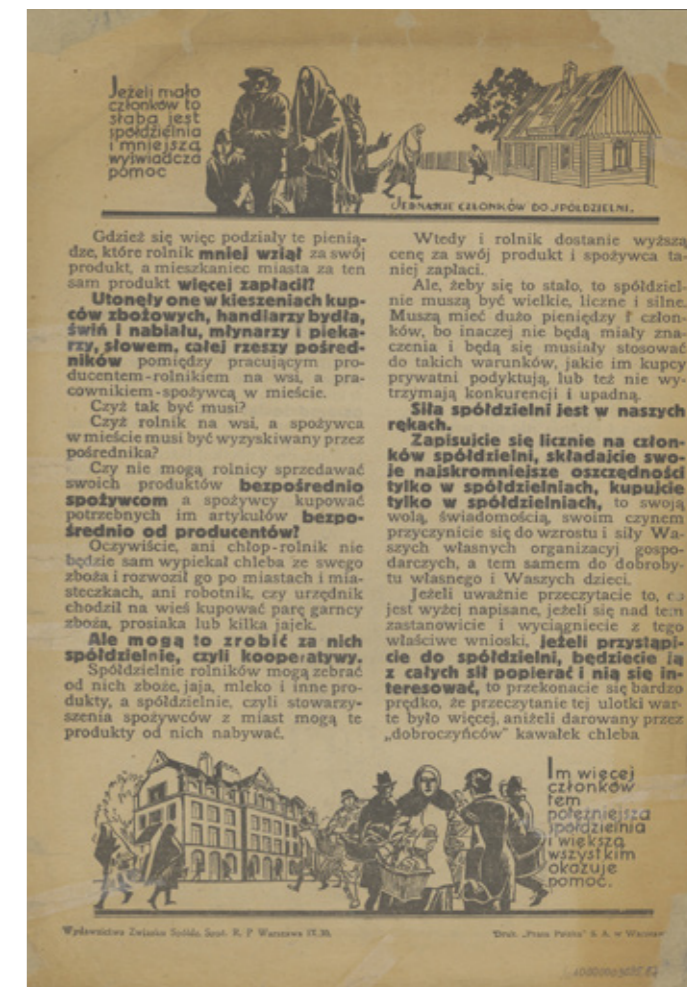 Jeżeli mało
członków to
słaba jest
spółdzielnia
i mniejszą
wyświadcza
pomoc
JEDNAJCIE CZŁONKÓW DO SPÓŁDZIELNI.
Gdzież się więc podziały te pienią-
dze, które rolnik mniej wziął za swój
produkt, a mieszkaniec miasta za ten
sam produkt więcej zapłacił?
Utonęły one w kieszeniach kup-
ców zbożowych, handlarzy bydła,
świń i nabiału, młynarzy i pieka-
rzy, słowem, całej rzeszy pośred-
ników pomiędzy pracującym pro-
ducentem-rolnikiem na wsi, a pra-
cownikiem-spożywcą w mieście.
Czyż tak być musi?
Czyż rolnik na wsi, a spożywca
w mieście musi być wyzyskiwany przez
pośrednika?
Czy nie mogą rolnicy sprzedawać
swoich produktów bezpośrednio
spożywcom a spożywcy kupować
potrzebnych im artykułów bezpo-
średnio od producentów?
Oczywiście, ani chłop-rolnik nie
będzie sam wypiekał chleba ze swego
zboża i rozwoził go po miastach i mia-
steczkach, ani robotnik, czy urzędnik
chodził na wieś kupować parę garncy
zboża, prosiaka lub kilka jajek.
Ale mogą to zrobić za nich
spółdzielnie, czyli kooperatywy.
Spółdzielnie rolników mogą zebrać
od nich zboże, jaja, mleko i inne pro-
dukty, a spółdzielnie, czyli stowarzy-
szenia spożywców z miast mogą te
produkty od nich nabywać.
Wtedy i rolnik dostanie wyższą
cenę za swój produkt i spożywca ta-
niej zapłaci.
Ale, żeby się to stało, to spółdziel-
nie muszą być wielkie, liczne i silne.
Muszą mieć dużo pieniędzy i człon-
ków, bo inaczej nie będą miały zna-
czenia i będą się musiały stosować
do takich warunków, jakie im kupcy
prywatni podyktują, lub też nie wy-
trzymają konkurencji i upadną.
Siła spółdzielni jest w naszych
rękach.
Zapisujcie się licznie na człon-
ków spółdzielni, składajcie swo-
je najskromniejsze oszczędności
tylko w spółdzielniach, kupujcie
tylko w spółdzielniach, to swoją
wolą, świadomością, swoim czynem
przyczynicie się do wzrostu i siły Wa-
szych własnych organizacyj gospo-
darczych, a tem samem do dobroby-
tu własnego i Waszych dzieci.
Jeżeli uważnie przeczytacie to, co
jest wyżej napisane, jeżeli się nad tem
zastanowicie i wyciągniecie z tego
właściwe wnioski, jeżeli przystąpi-
cie do spółdzielni, będziecie ją
z całych sił popierać i nią się in-
teresować, to przekonacie się bardzo
prędko, że przeczytanie tej ulotki war-
te było więcej, aniżeli darowany przez
„dobroczyńców" kawałek chleba
Im więcej
członków
tem
potężniejsza
spółdzielnia
i większą
wszystkim
okazuje
pomoc.
Wydawnictwo Związku Spółdz. Spoż. R. P Warszawa IX.30.
Druk. „Prasa Polska" S. A. w Warszaw